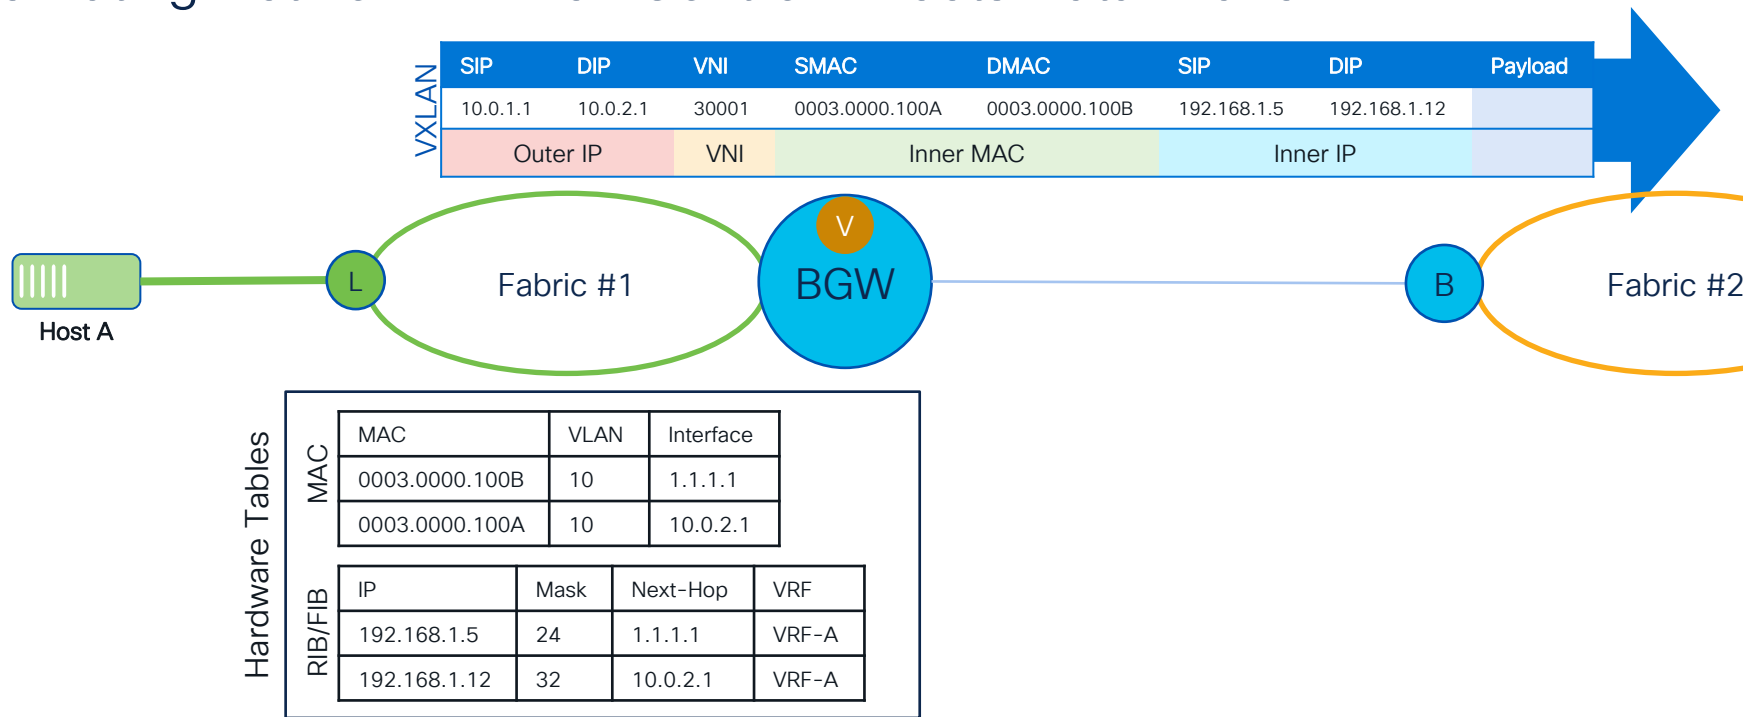 VXLAN
SIP DIP VNI SMAC DMAC SIP DIP Payload
10.0.1.1 10.0.2.1 30001 0003.0000.100A 0003.0000.100B 192.168.1.5 192.168.1.12
Outer IP VNI Inner MAC Inner IP
V
L Fabric #1 BGW B Fabric #2
Host A
Hardware Tables
MAC
MAC VLAN Interface
0003.0000.100B 10 1.1.1.1
0003.0000.100A 10 10.0.2.1
RIB/FIB
IP Mask Next-Hop VRF
192.168.1.5 24 1.1.1.1 VRF-A
192.168.1.12 32 10.0.2.1 VRF-A